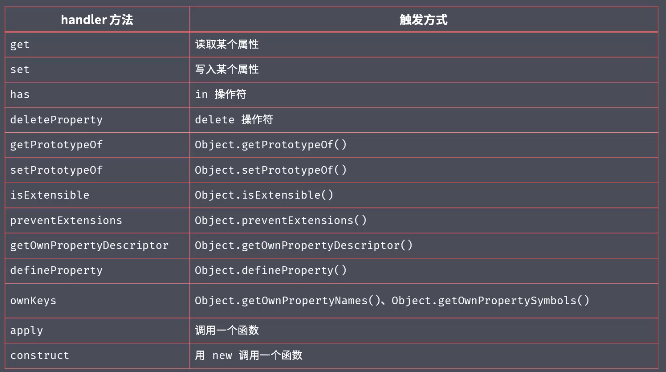 handler 方法 触发方式
get 读取某个属性
set 写入某个属性
has in 操作符
deleteProperty delete 操作符
getPrototypeOf Object.getPrototypeOf()
setPrototypeOf Object.setPrototypeOf()
isExtensible Object.isExtensible()
preventExtensions Object.preventExtensions()
getOwnPropertyDescriptor Object.getOwnPropertyDescriptor()
defineProperty Object.defineProperty()
ownKeys Object.getOwnPropertyNames()、Object.getOwnPropertySymbols()
apply 调用一个函数
construct 用 new 调用一个函数